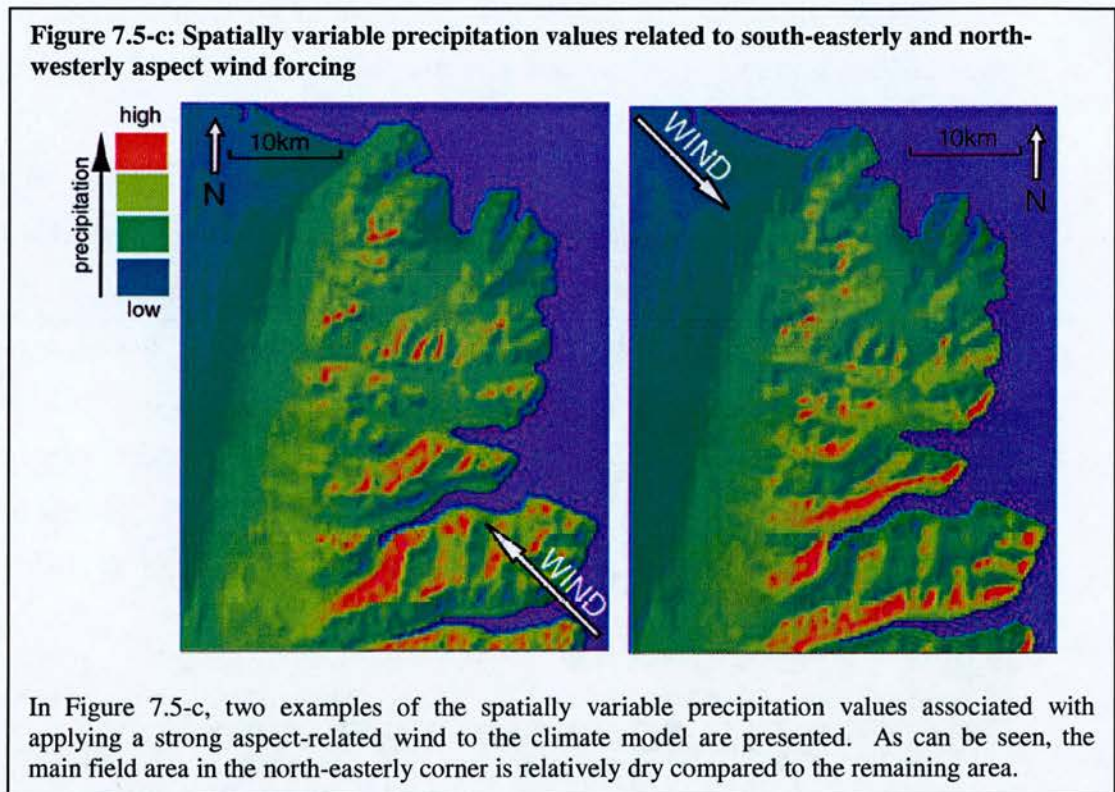 Figure 7.5-c: Spatially variable precipitation values related to south-easterly and north-
westerly aspect wind forcing
high
precipitation
low
N
10km
WIND
WIND
10km
N
In Figure 7.5-c, two examples of the spatially variable precipitation values associated with
applying a strong aspect-related wind to the climate model are presented. As can be seen, the
main field area in the north-easterly corner is relatively dry compared to the remaining area.